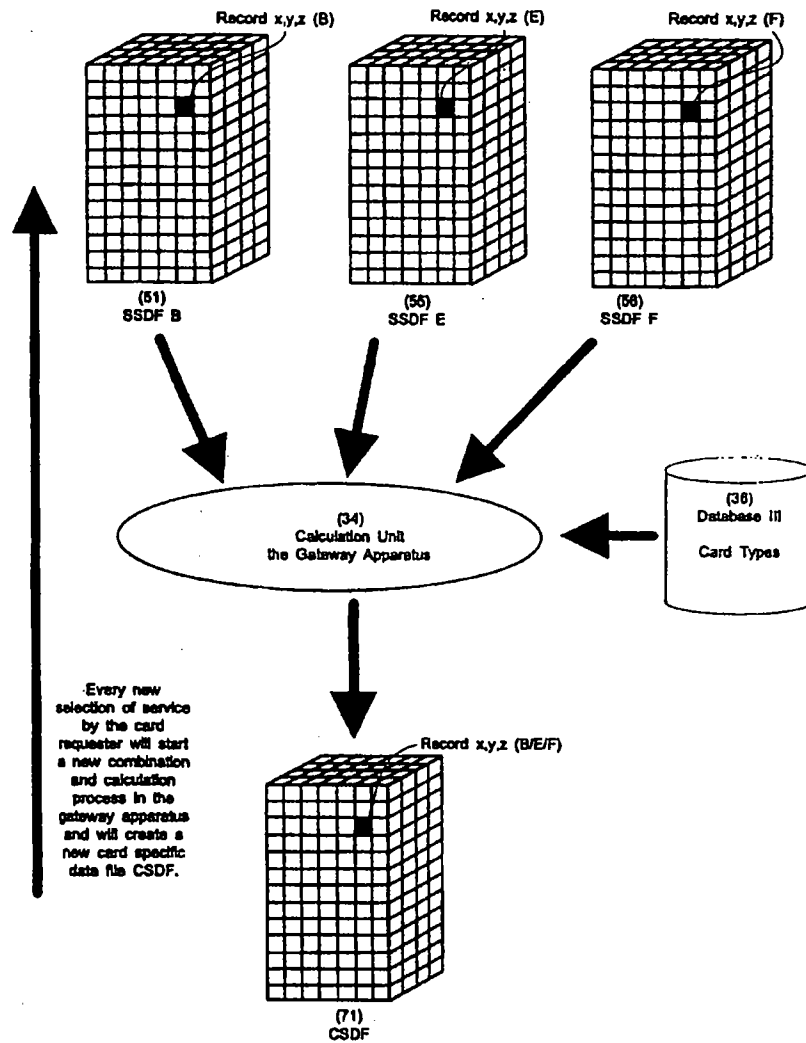 Record x,y,z (B)
Record x,y,z (E)
Record x,y,z (F)
(51)
SSDF B
(55)
SSDF E
(56)
SSDF F
(34)
Calculation Unit
the Gateway Apparatus
(36)
Database III
Card Types
Every new
selection of service
by the card
requester will start
a new combination
and calculation
process in the
gateway apparatus
and will create a
new card specific
data file CSDF.
Record x,y,z (B/E/F)
(71)
CSDF